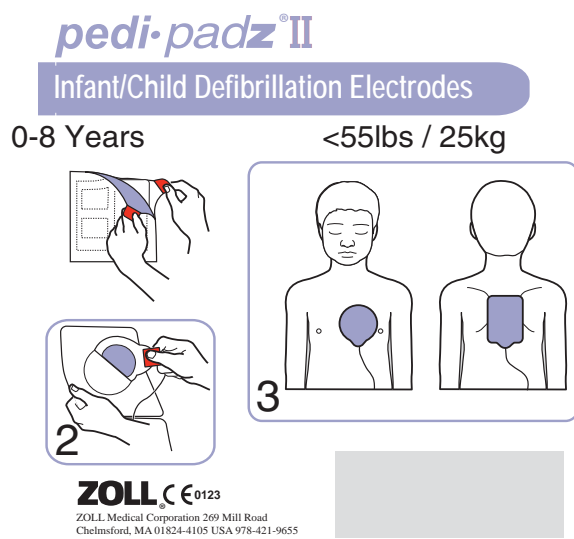 pedi•padz®II
Infant/Child Defibrillation Electrodes
0-8 Years <55lbs / 25kg
2
3
ZOLL® CE 0123
ZOLL Medical Corporation 269 Mill Road
Chelmsford, MA 01824-4105 USA 978-421-9655